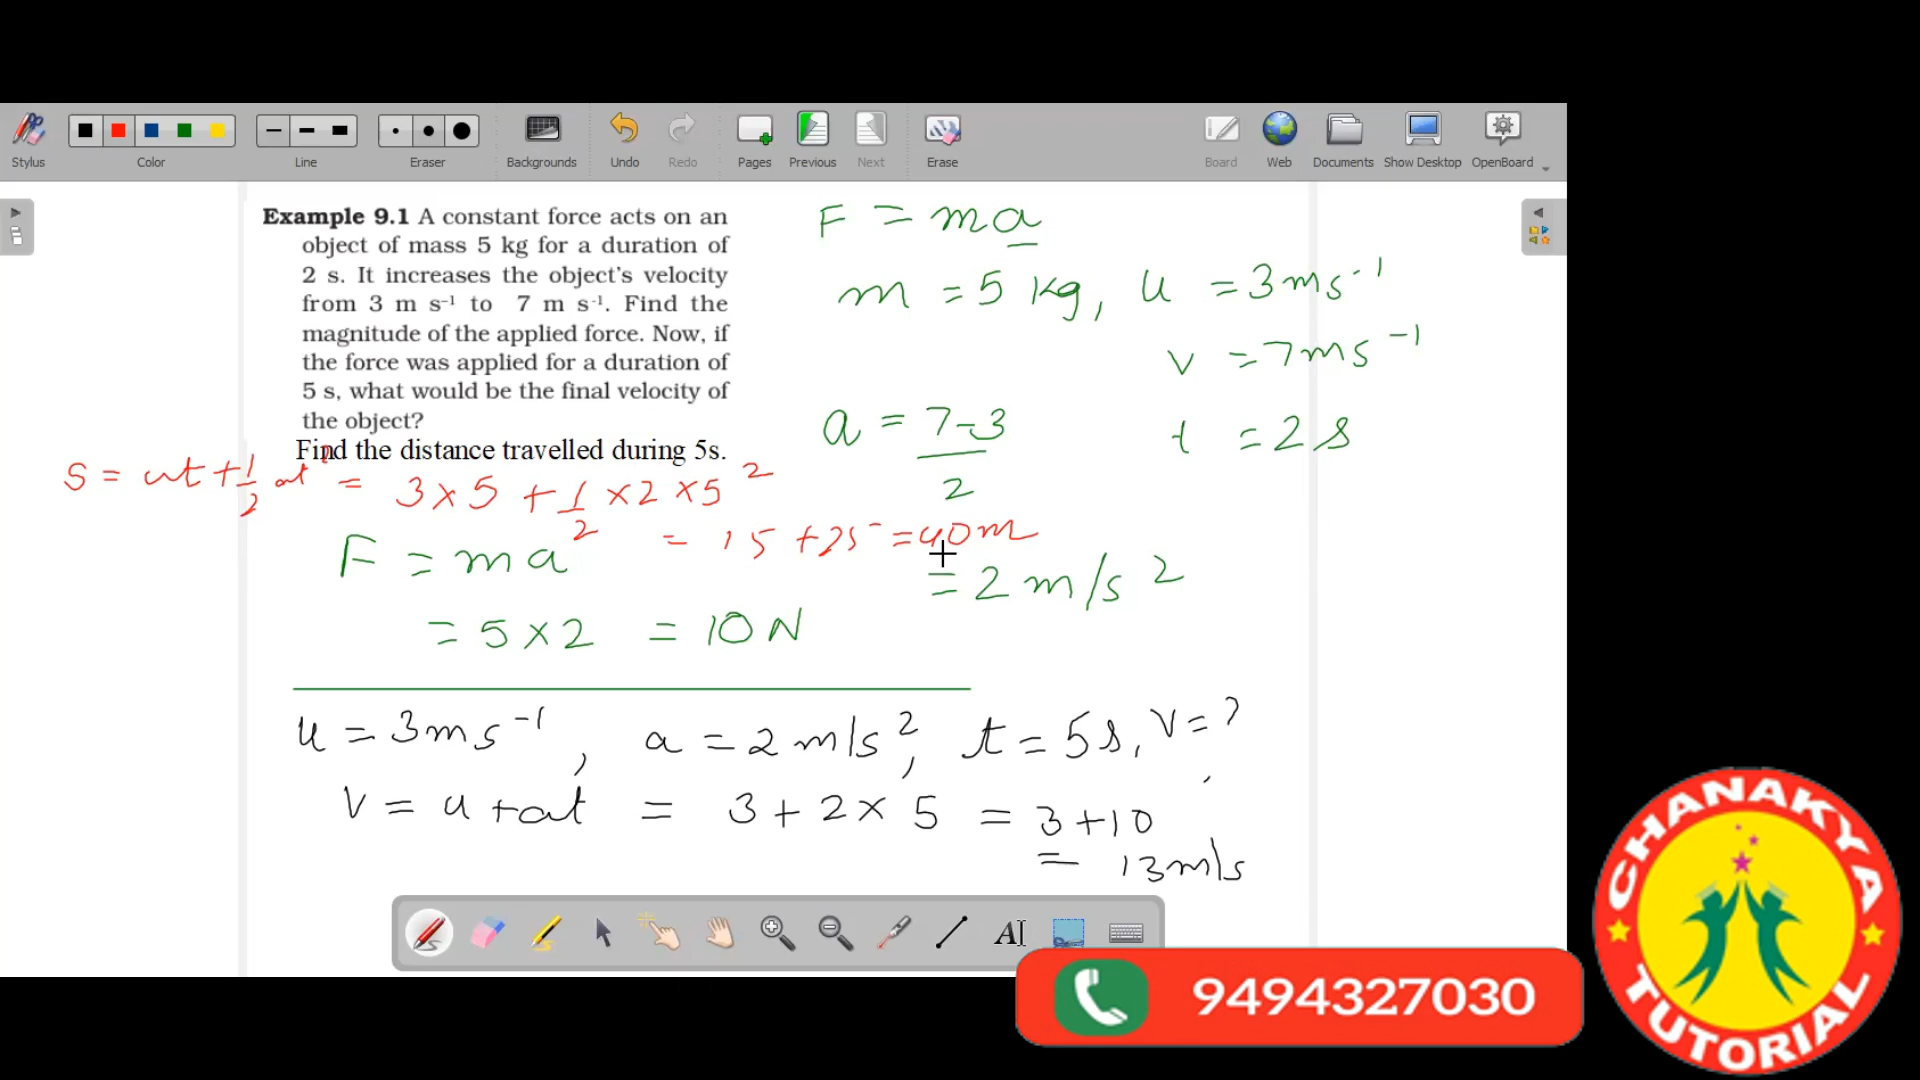 Stylus Color Line Eraser Backgrounds Undo Redo Pages Previous Next Erase Board Web Documents Show Desktop OpenBoard
Example 9.1 A constant force acts on an
object of mass 5 kg for a duration of
2 s. It increases the object's velocity
from 3 m s⁻¹ to 7 m s⁻¹. Find the
magnitude of the applied force. Now, if
the force was applied for a duration of
5 s, what would be the final velocity of
the object?
Find the distance travelled during 5s.
F = ma
m = 5 kg, u = 3ms⁻¹
v = 7ms⁻¹
a = 7-3/2
t = 2s
= 2 m/s²
s = ut + 1/2 at² = 3×5 + 1/2 ×2×5²
= 15 + 25 = 40m
F = ma
= 5×2 = 10N
u = 3ms⁻¹, a = 2m/s², t = 5s, v = ?
v = u + at = 3 + 2×5 = 3+10
= 13m/s
9494327030
CHANAKYA
TUTORIAL